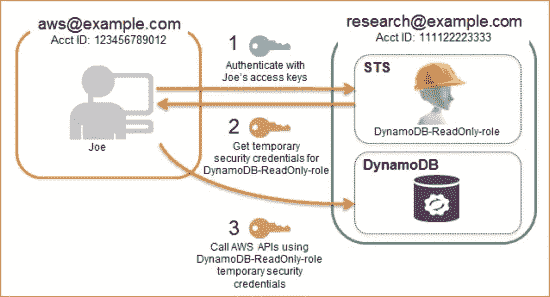 aws@example.com
Acct ID: 123456789012
research@example.com
Acct ID: 111122223333
1
Authenticate with
Joe's access keys
STS
DynamoDB-ReadOnly-role
Joe
2
Get temporary
security credentials for
DynamoDB-ReadOnly-role
DynamoDB
3
Call AWS APIs using
DynamoDB-ReadOnly-role
temporary security
credentials